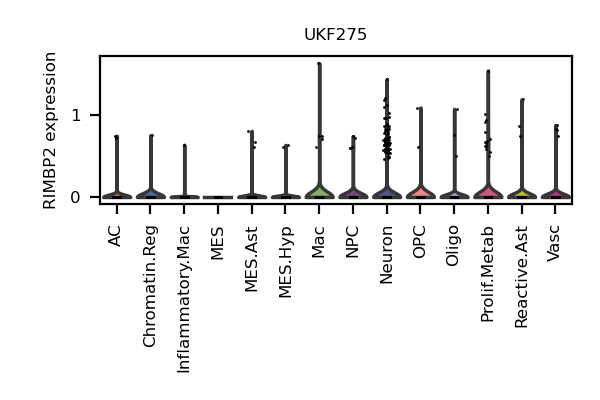 UKF275
RIMBP2 expression
1
0
AC
Chromatin.Reg
Inflammatory.Mac
MES
MES.Ast
MES.Hyp
Mac
NPC
Neuron
OPC
Oligo
Prolif.Metab
Reactive.Ast
Vasc